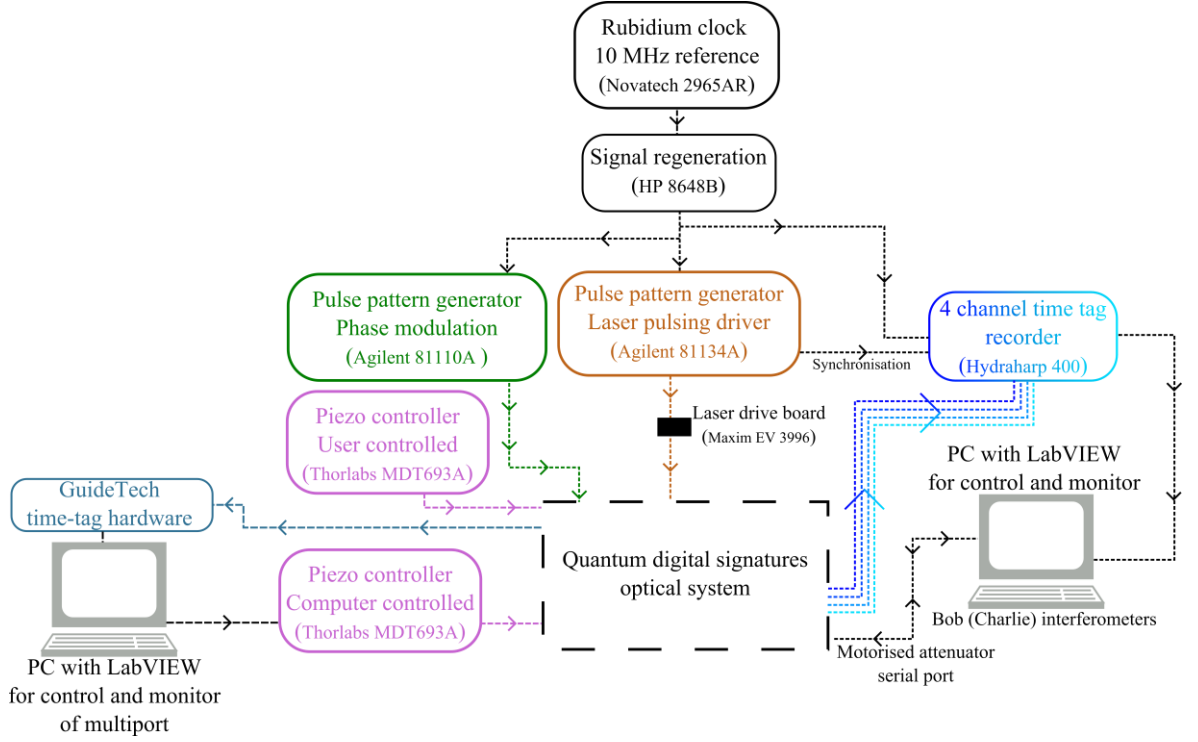 Rubidium clock
10 MHz reference
(Novatech 2965AR)
Signal regeneration
(HP 8648B)
Pulse pattern generator
Phase modulation
(Agilent 81110A )
Pulse pattern generator
Laser pulsing driver
(Agilent 81134A)
4 channel time tag
recorder
(Hydraharp 400)
Synchronisation
Piezo controller
User controlled
(Thorlabs MDT693A)
Laser drive board
(Maxim EV 3996)
PC with LabVIEW
for control and monitor
GuideTech
time-tag hardware
Quantum digital signatures
optical system
Piezo controller
Computer controlled
(Thorlabs MDT693A)
Bob (Charlie) interferometers
Motorised attenuator
serial port
PC with LabVIEW
for control and monitor
of multiport